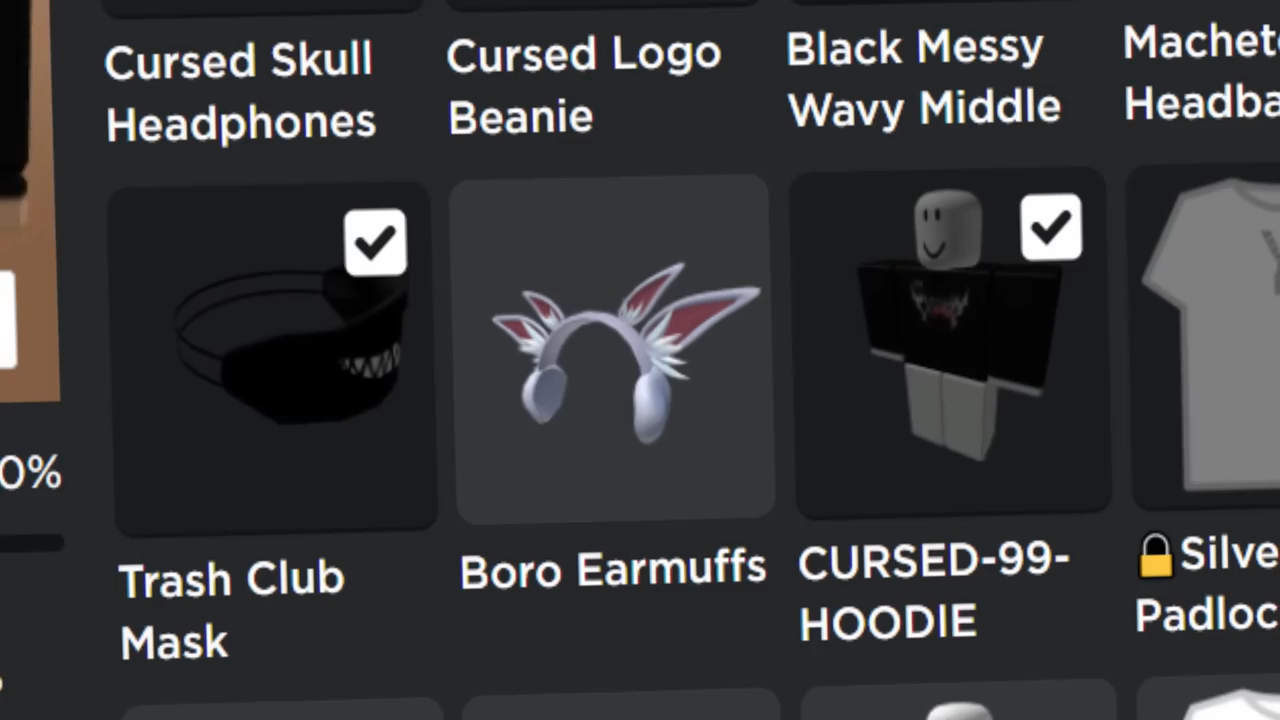 Cursed Skull
Headphones
Cursed Logo
Beanie
Black Messy
Wavy Middle
0%
Trash Club
Mask
Boro Earmuffs
CURSED-99-
HOODIE